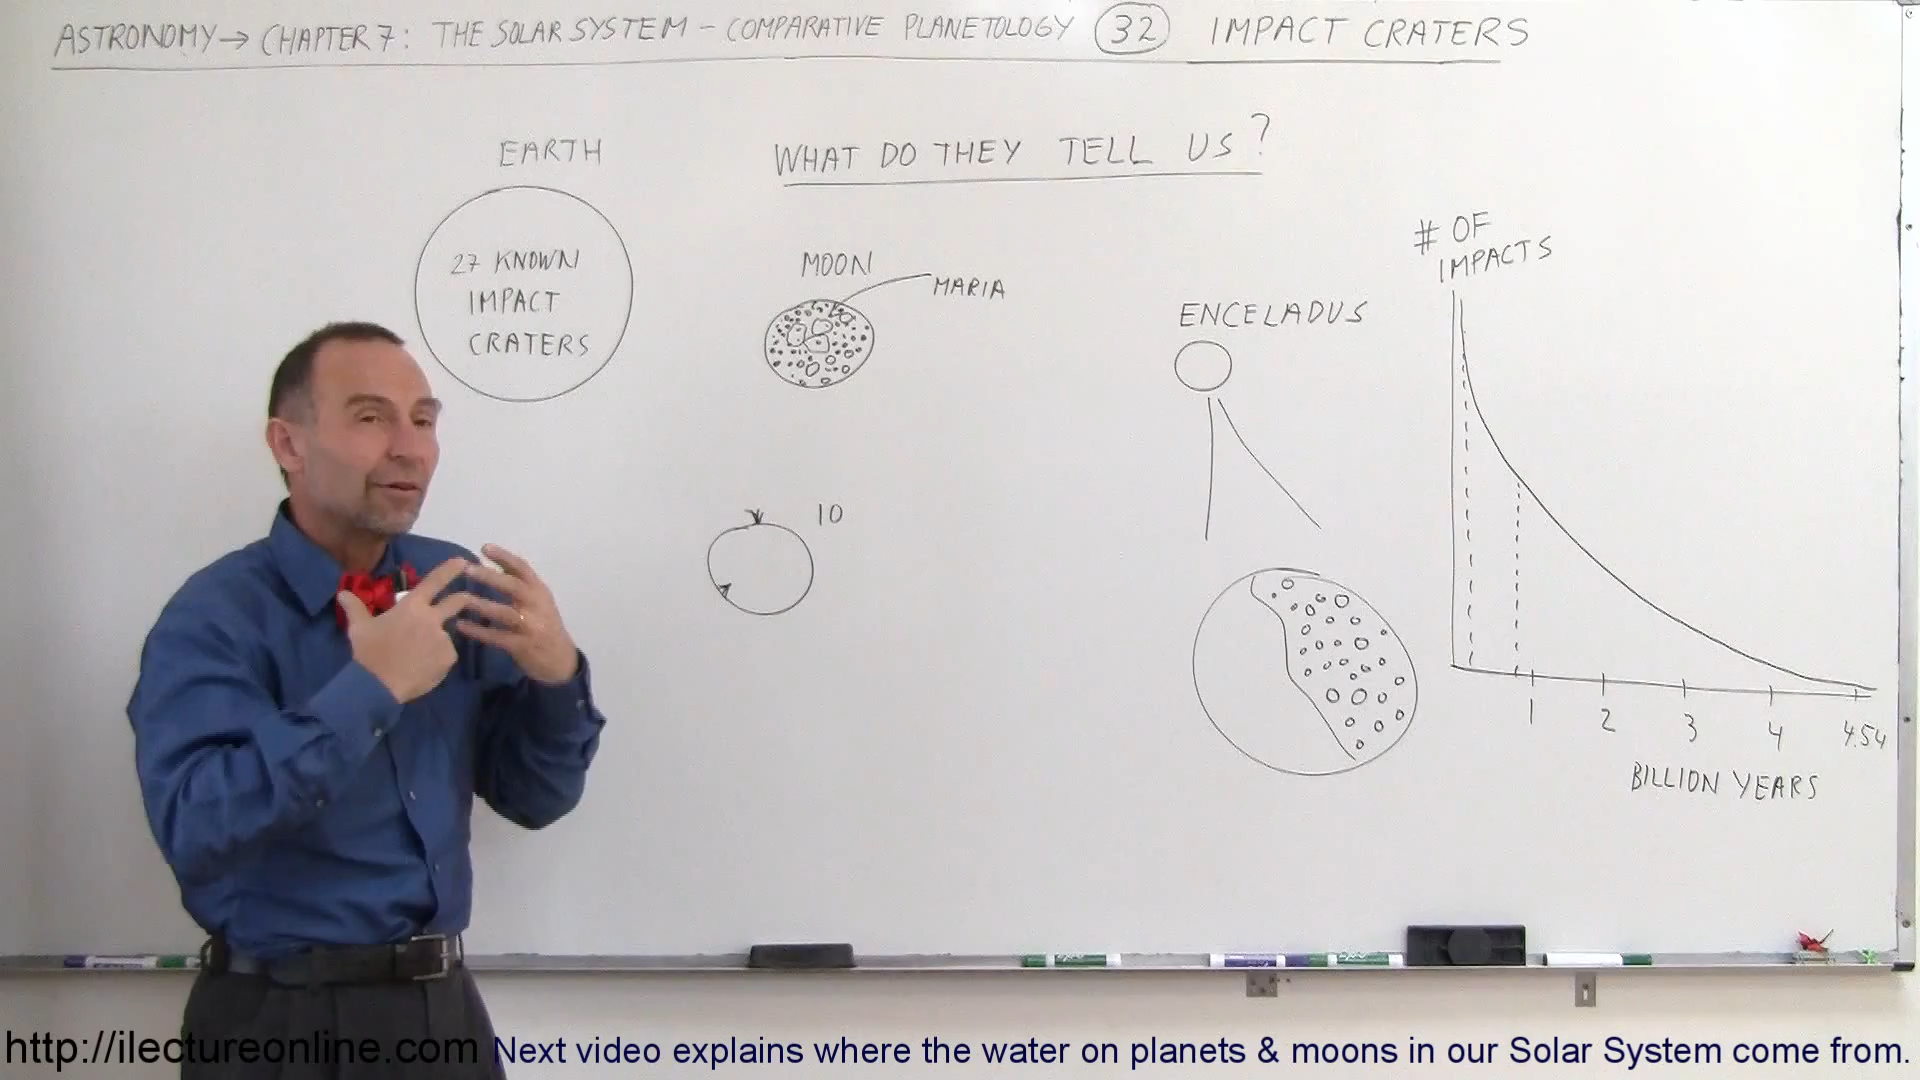 ASTRONOMY → CHAPTER 7: THE SOLAR SYSTEM – COMPARATIVE PLANETOLOGY 32 IMPACT CRATERS
WHAT DO THEY TELL US?
EARTH
27 KNOWN
IMPACT
CRATERS
MOON
MARIA
IO
ENCELADUS
# OF
IMPACTS
1 2 3 4 4.54
BILLION YEARS
http://ilectureonline.com Next video explains where the water on planets & moons in our Solar System come from.